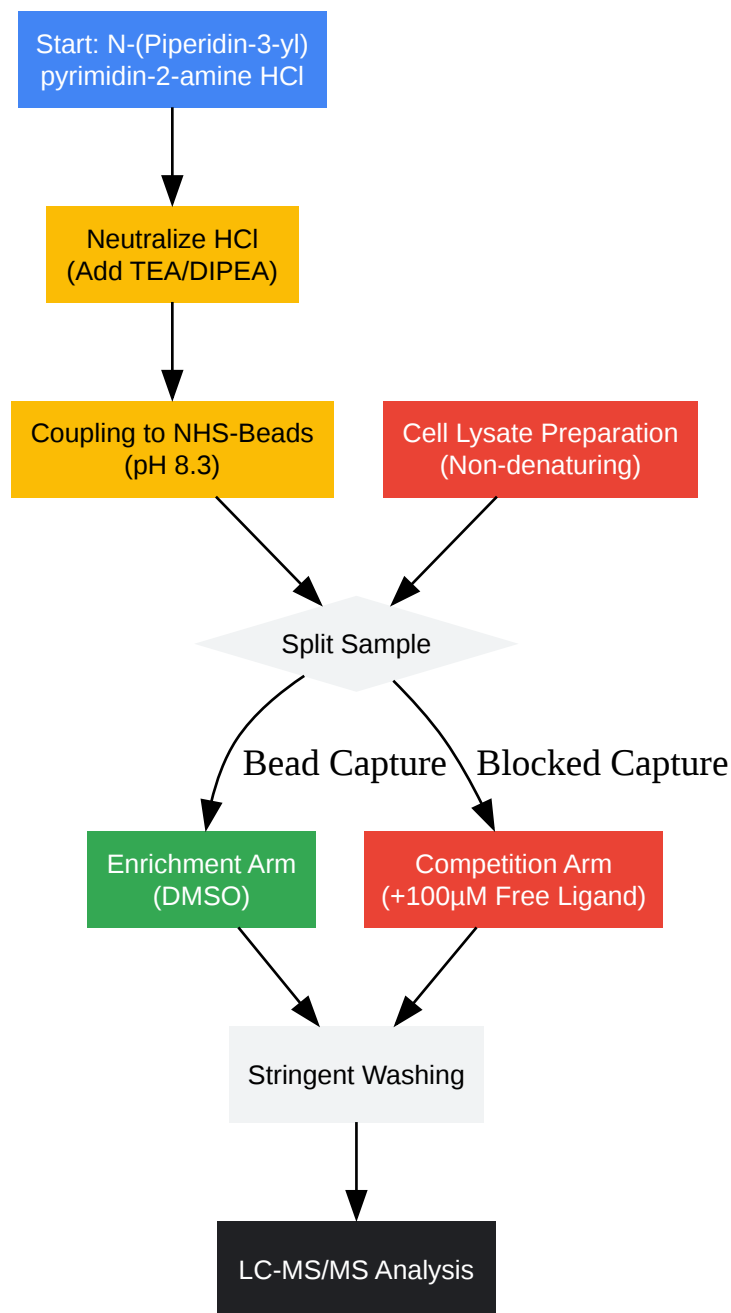 Start: N-(Piperidin-3-yl)
pyrimidin-2-amine HCl
Neutralize HCl
(Add TEA/DIPEA)
Coupling to NHS-Beads
(pH 8.3)
Cell Lysate Preparation
(Non-denaturing)
Split Sample
Bead Capture
Blocked Capture
Enrichment Arm
(DMSO)
Competition Arm
(+100µM Free Ligand)
Stringent Washing
LC-MS/MS Analysis